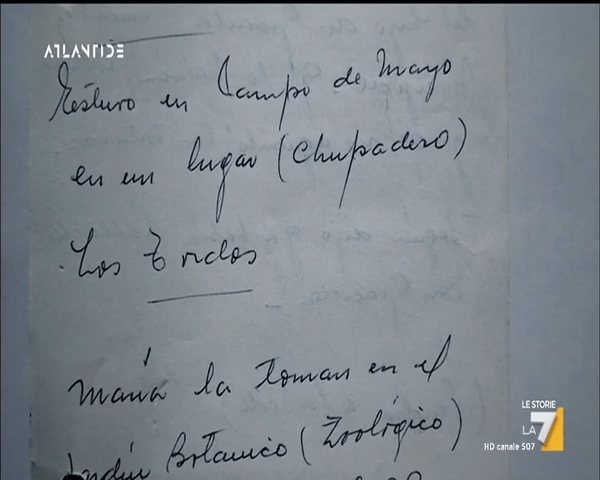 ATLANTIDE
Estuvo en Campo de Mayo
en un lugar (Chupadero)
Los Tordos
María la toman en el
Jardín Botanico (Zoológico)
LE STORIE
LA 7
HD canale 507